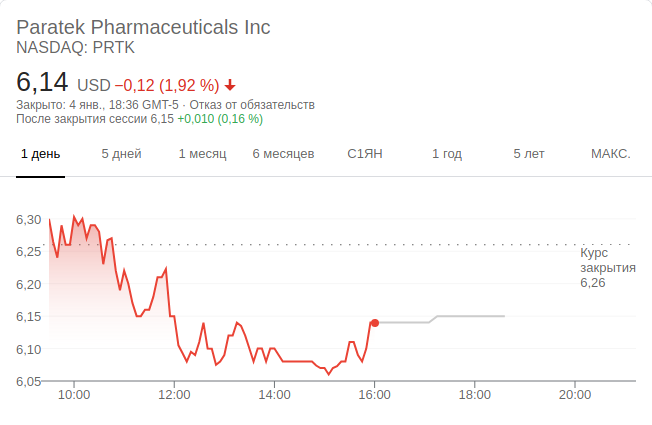 Paratek Pharmaceuticals Inc
NASDAQ: PRTK
6,14 USD −0,12 (1,92 %)
Закрыто: 4 янв., 18:36 GMT-5 · Отказ от обязательств
После закрытия сессии 6,15 +0,010 (0,16 %)
1 день 5 дней 1 месяц 6 месяцев С1ЯН 1 год 5 лет МАКС.
6,30
6,25
Курс
закрытия
6,26
6,20
6,15
6,10
6,05
10:00 12:00 14:00 16:00 18:00 20:00